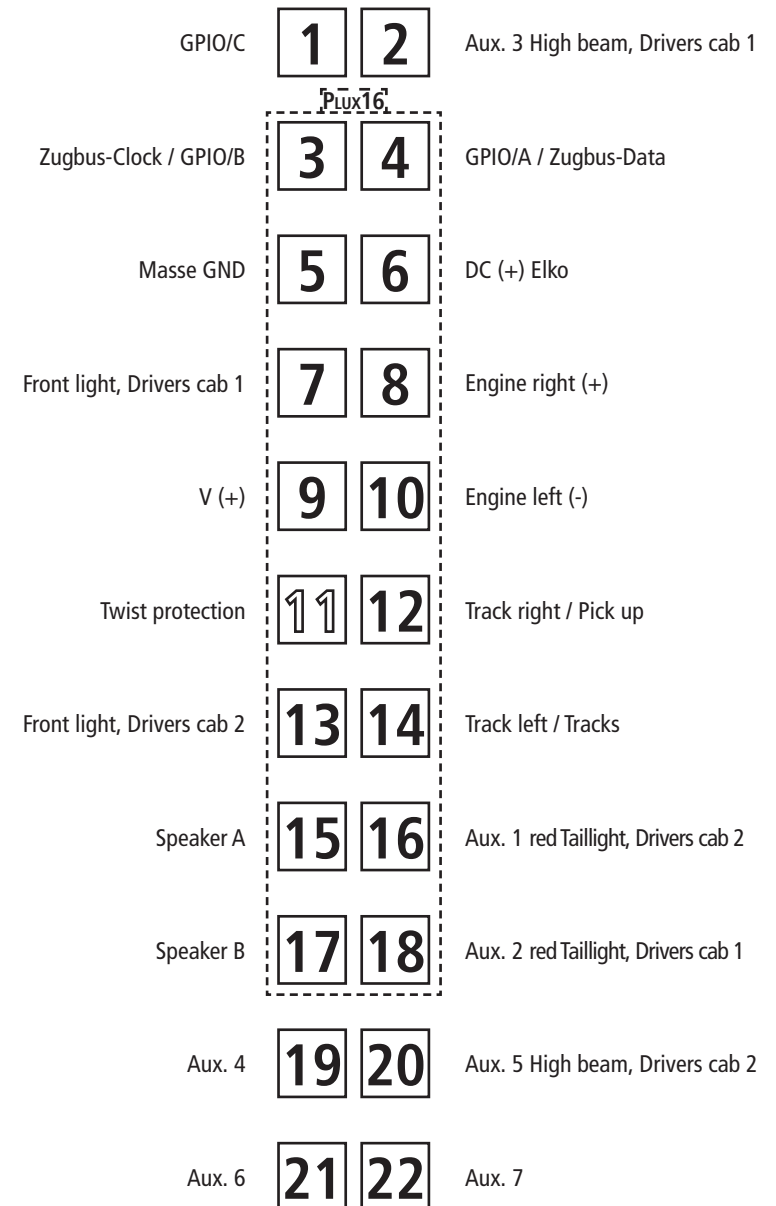 GPIO/C 1 2 Aux. 3 High beam, Drivers cab 1
PLUX16
Zugbus-Clock / GPIO/B 3 4 GPIO/A / Zugbus-Data
Masse GND 5 6 DC (+) Elko
Front light, Drivers cab 1 7 8 Engine right (+)
V (+) 9 10 Engine left (-)
Twist protection 11 12 Track right / Pick up
Front light, Drivers cab 2 13 14 Track left / Tracks
Speaker A 15 16 Aux. 1 red Taillight, Drivers cab 2
Speaker B 17 18 Aux. 2 red Taillight, Drivers cab 1
Aux. 4 19 20 Aux. 5 High beam, Drivers cab 2
Aux. 6 21 22 Aux. 7